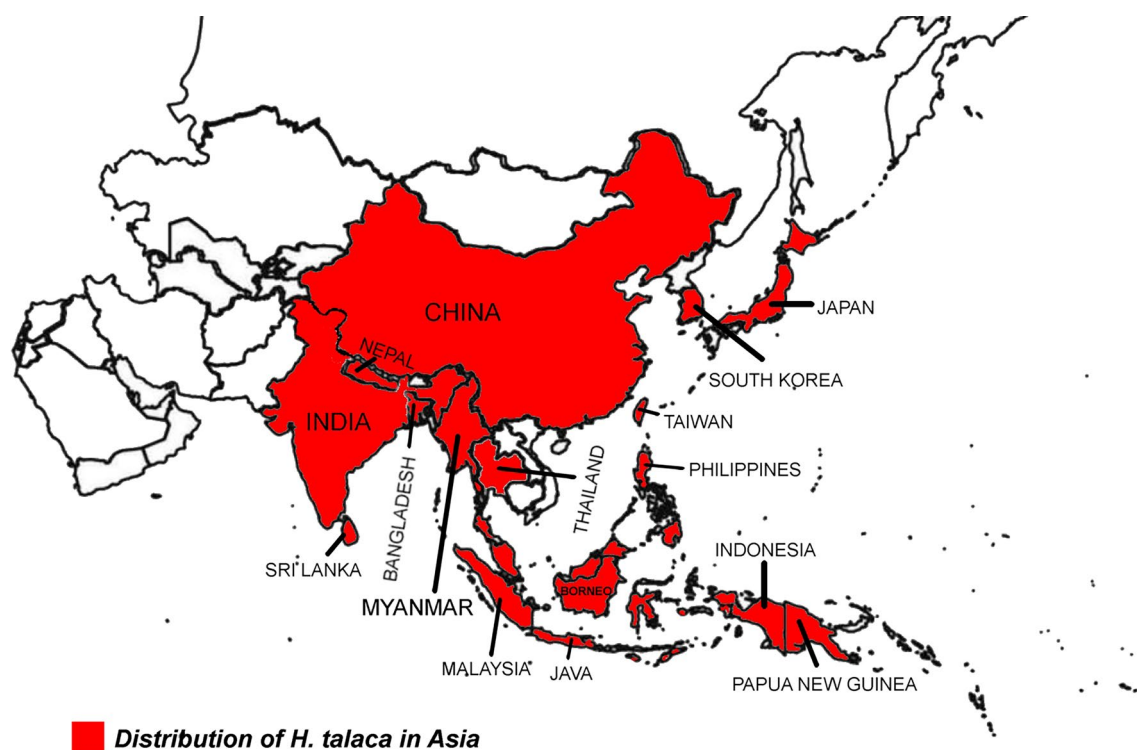 CHINA
JAPAN
NEPAL
SOUTH KOREA
INDIA
TAIWAN
PHILIPPINES
THAILAND
BANGLADESH
SRI LANKA
INDONESIA
BORNEO
MYANMAR
MALAYSIA
JAVA
PAPUA NEW GUINEA
Distribution of H. talaca in Asia